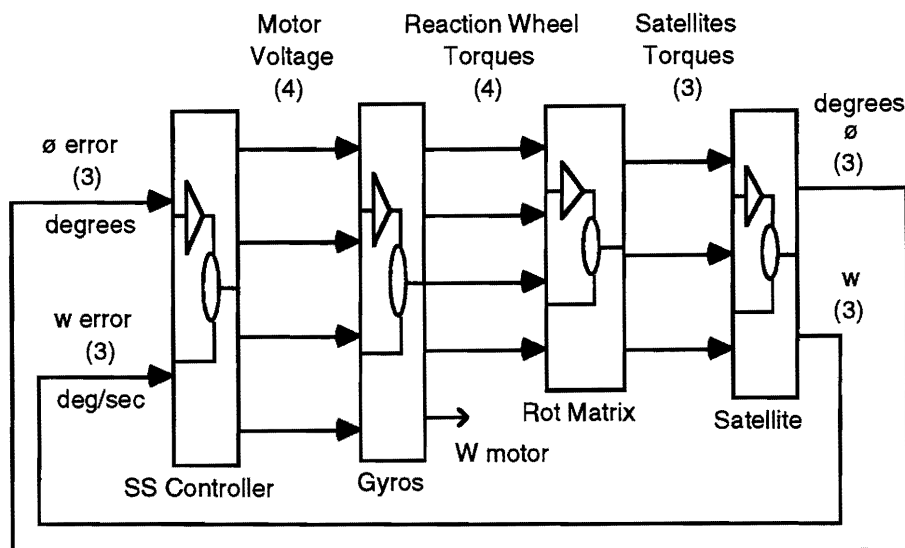 Motor
Voltage
(4)
Reaction Wheel
Torques
(4)
Satellites
Torques
(3)
degrees
ø
(3)
ø error
(3)
degrees
w error
(3)
deg/sec
w
(3)
W motor
SS Controller
Gyros
Rot Matrix
Satellite